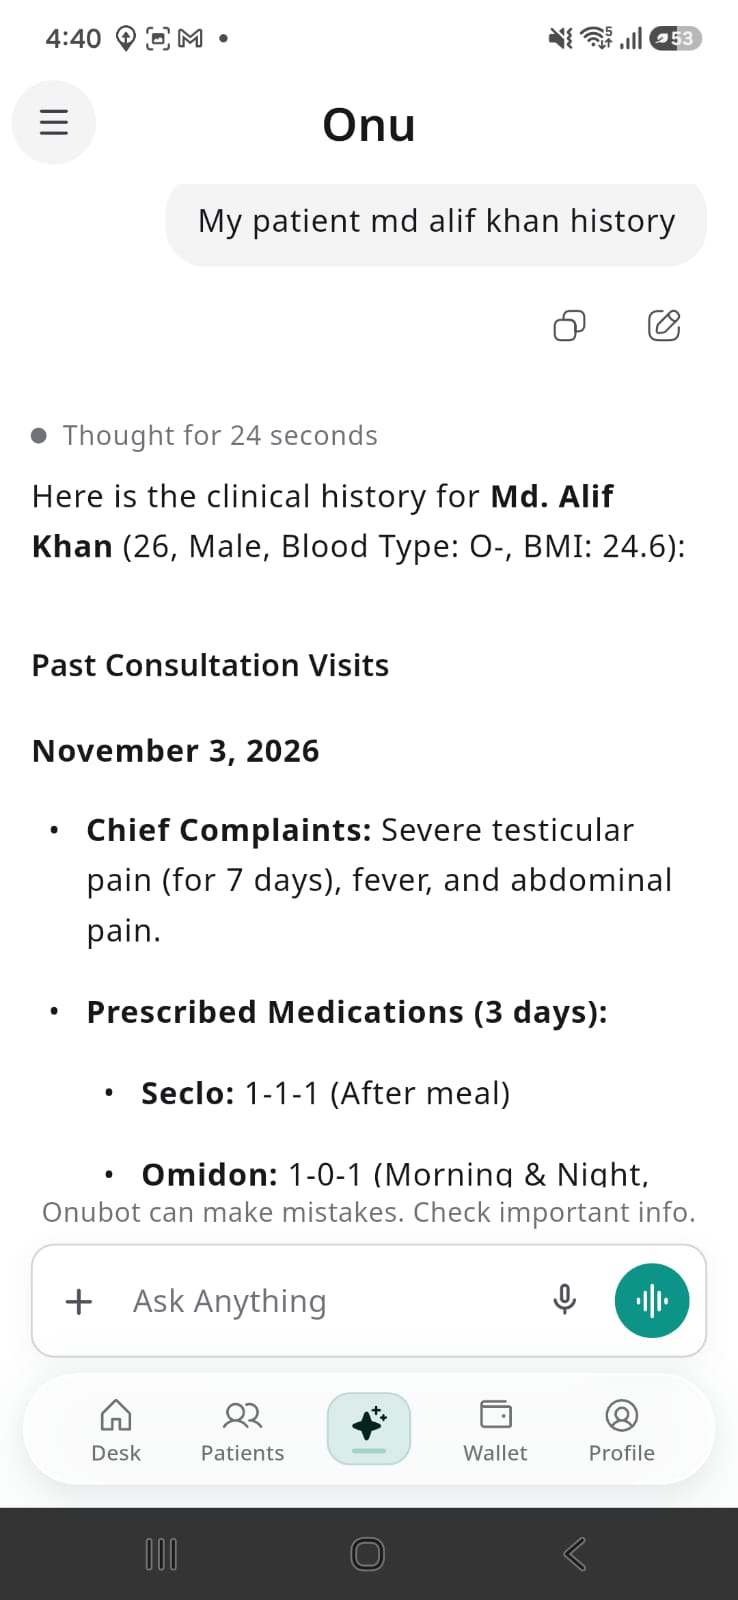 4:40
53
Onu
My patient md alif khan history
Thought for 24 seconds
Here is the clinical history for Md. Alif
Khan (26, Male, Blood Type: O-, BMI: 24.6):
Past Consultation Visits
November 3, 2026
• Chief Complaints: Severe testicular
pain (for 7 days), fever, and abdominal
pain.
• Prescribed Medications (3 days):
• Seclo: 1-1-1 (After meal)
• Omidon: 1-0-1 (Morning & Night,
Onubot can make mistakes. Check important info.
Ask Anything
Desk
Patients
Wallet
Profile